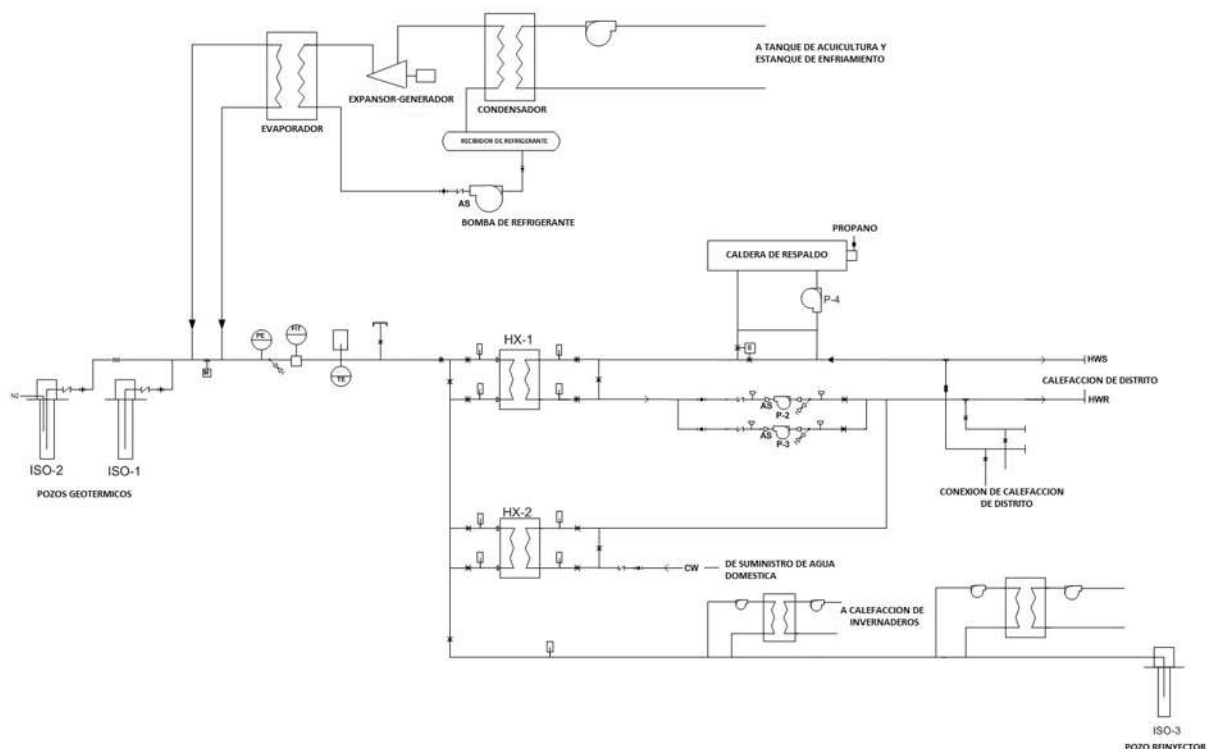 A TANQUE DE ACUICULTURA Y
ESTANQUE DE ENFRIAMIENTO
EXPANSOR-GENERADOR
CONDENSADOR
EVAPORADOR
RECIBIDOR DE REFRIGERANTE
AS
BOMBA DE REFRIGERANTE
PROPANO
CALDERA DE RESPALDO
P-4
PE
FIT
TE
M
HX-1
HWS
CALEFACCION DE DISTRITO
HWR
AS
P-2
AS
P-3
ISO-2
ISO-1
POZOS GEOTERMICOS
CONEXION DE CALEFACCION
DE DISTRITO
HX-2
CW
DE SUMINISTRO DE AGUA
DOMESTICA
A CALEFACCION DE
INVERNADEROS
ISO-3
POZO REINYECTOR